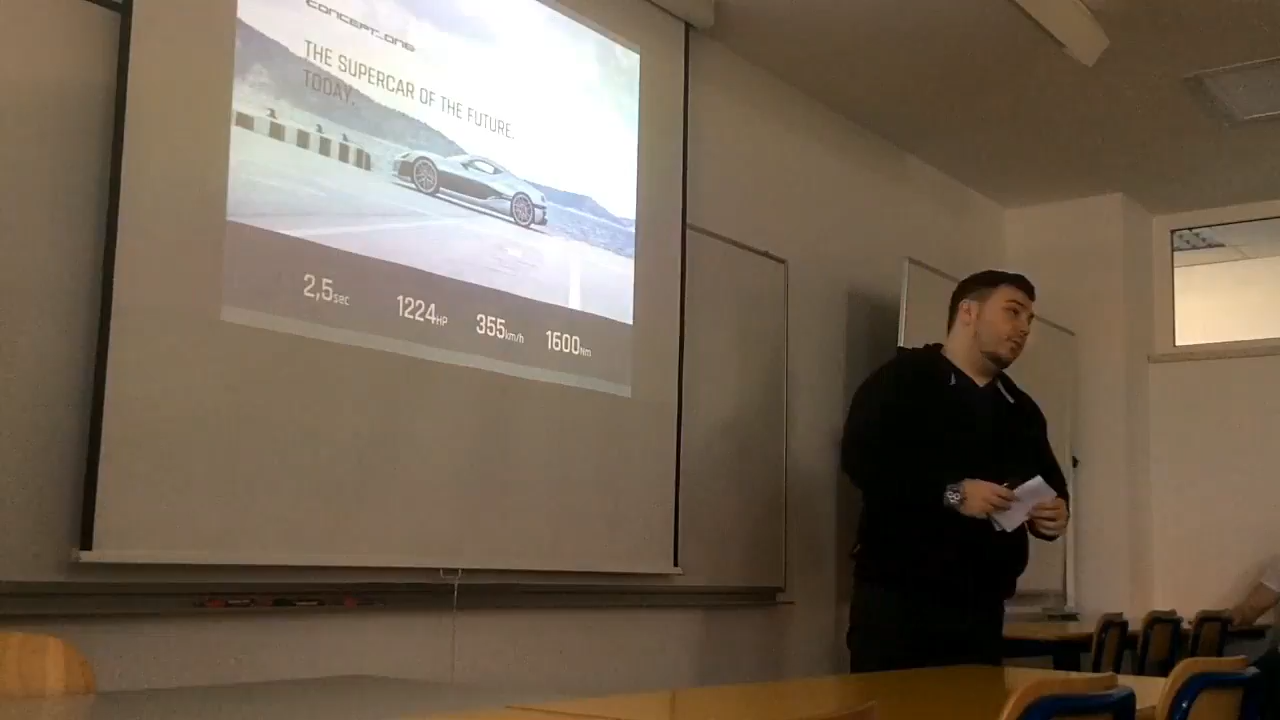 CONCEPT_ONE
THE SUPERCAR OF THE FUTURE.
TODAY.
2,5sec 1224HP 355km/h 1600Nm